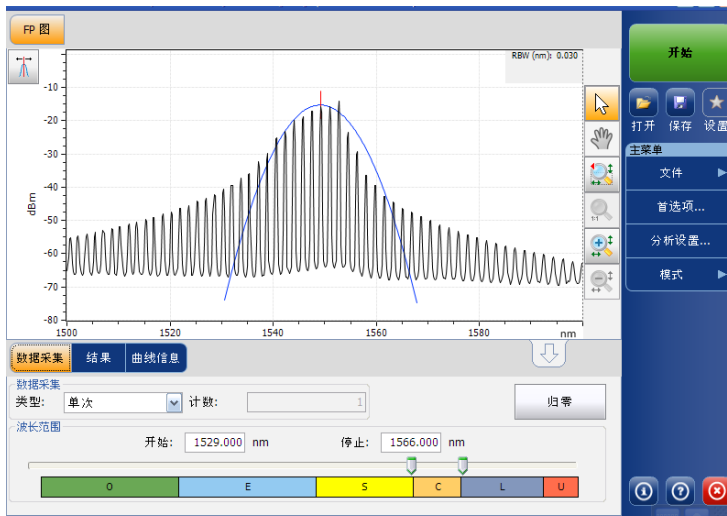 FP 图
RBW (nm): 0.030
开始
-10
-20
-30
-40
-50
-60
-70
-80
dBm
1500
1520
1540
1560
1580
nm
1:1
打开
保存
设置
主菜单
文件
首选项...
分析设置...
模式
数据采集
结果
曲线信息
数据采集
类型:
单次
计数:
1
归零
波长范围
开始:
1529.000
nm
停止:
1566.000
nm
O
E
S
C
L
U